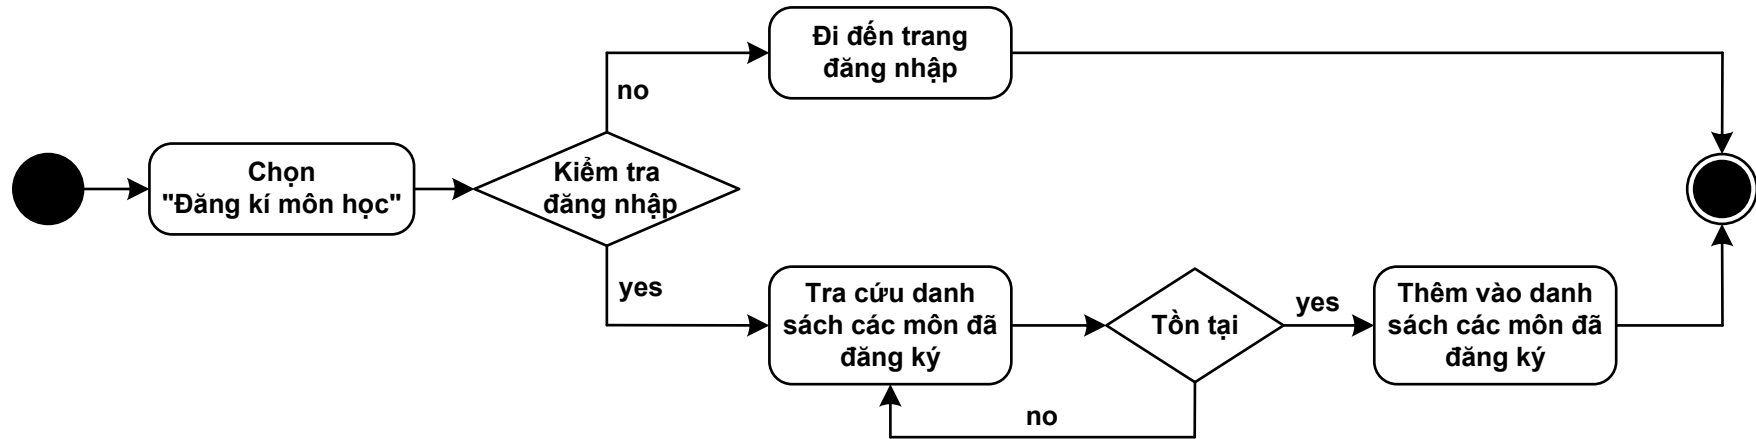 Đi đến trang
đăng nhập
no
Chọn
"Đăng kí môn học"
Kiểm tra
đăng nhập
yes
Tra cứu danh
sách các môn đã
đăng ký
Tồn tại
yes
Thêm vào danh
sách các môn đã
đăng ký
no